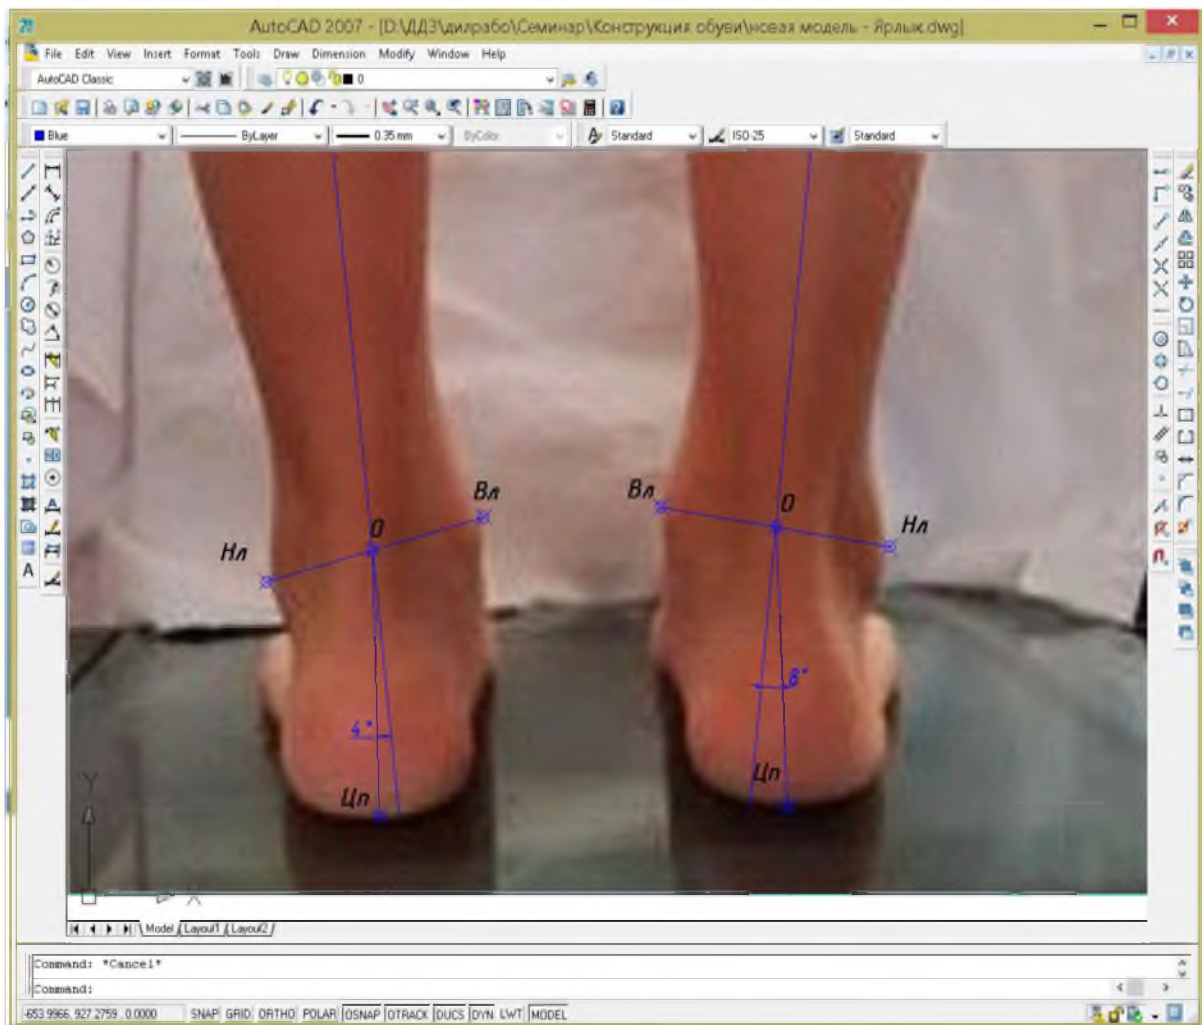 AutoCAD 2007 - [D:\ДДЗ\дилрабо\Семинар\Конструкция обуви\новая модель - Ярлык.dwg]
File Edit View Insert Format Tools Draw Dimension Modify Window Help
AutoCAD Classic 0
Blue ByLayer 0.35 mm ByColor Standard ISO-25 Standard
Вл Вл
О О
Нл Нл
8°
4°
Цп Цп
Y
X
Model Layout1 Layout2
Command: *Cancel*
Command:
-653.9966, 927.2759 , 0.0000 SNAP GRID ORTHO POLAR OSNAP OTRACK DUCS DYN LWT MODEL